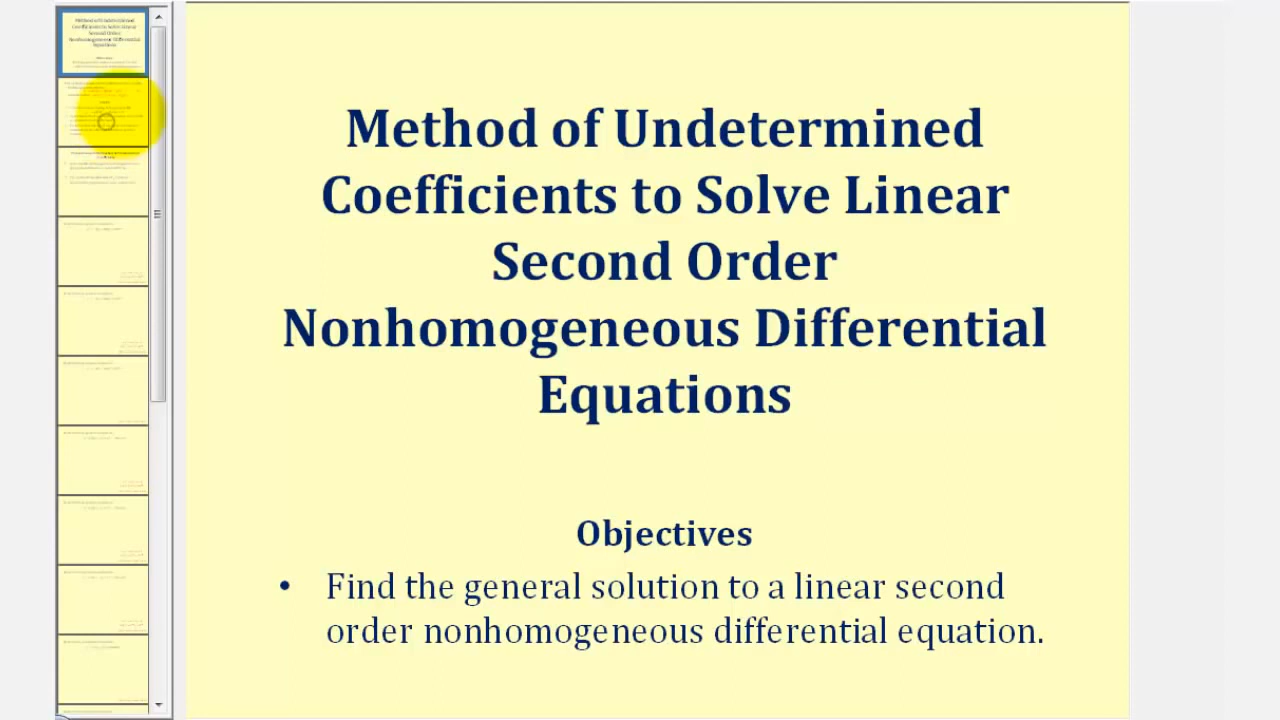 Method of Undetermined
Coefficients to Solve Linear
Second Order
Nonhomogeneous Differential
Equations
Objectives
• Find the general solution to a linear second
order nonhomogeneous differential equation.